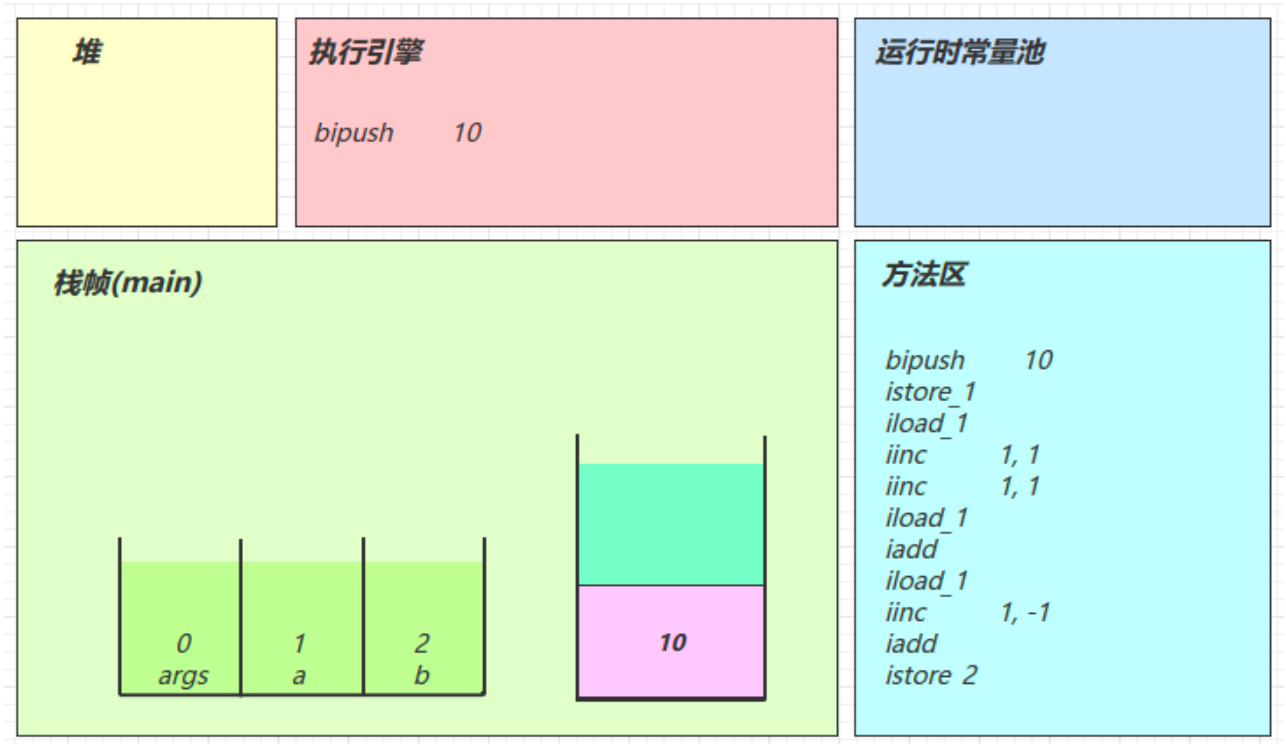 堆
执行引擎
bipush 10
运行时常量池
栈帧(main)
0 1 2
args a b
10
方法区
bipush 10
istore_1
iload_1
iinc 1, 1
iinc 1, 1
iload_1
iadd
iload_1
iinc 1, -1
iadd
istore 2